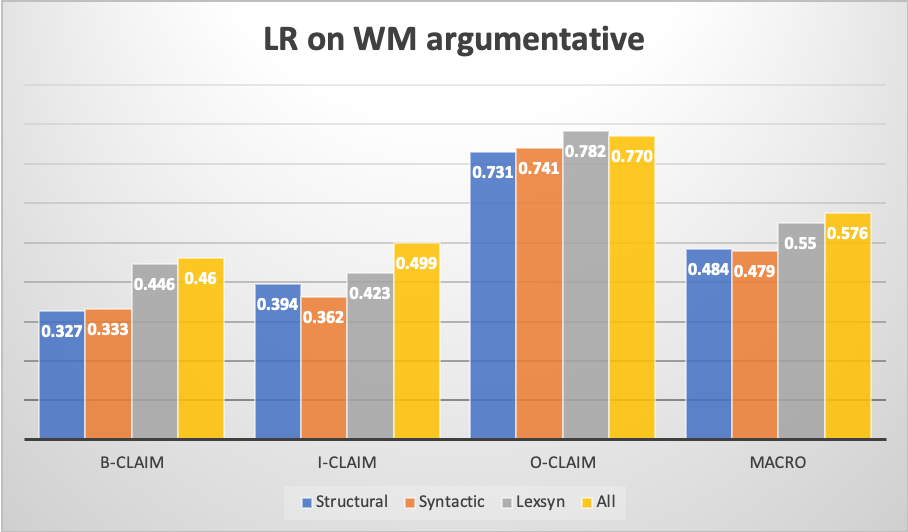 LR on WM argumentative
0.327 0.333 0.446 0.46
0.394 0.362 0.423 0.499
0.731 0.741 0.782 0.770
0.484 0.479 0.55 0.576
B-CLAIM I-CLAIM O-CLAIM MACRO
Structural Syntactic Lexsyn All